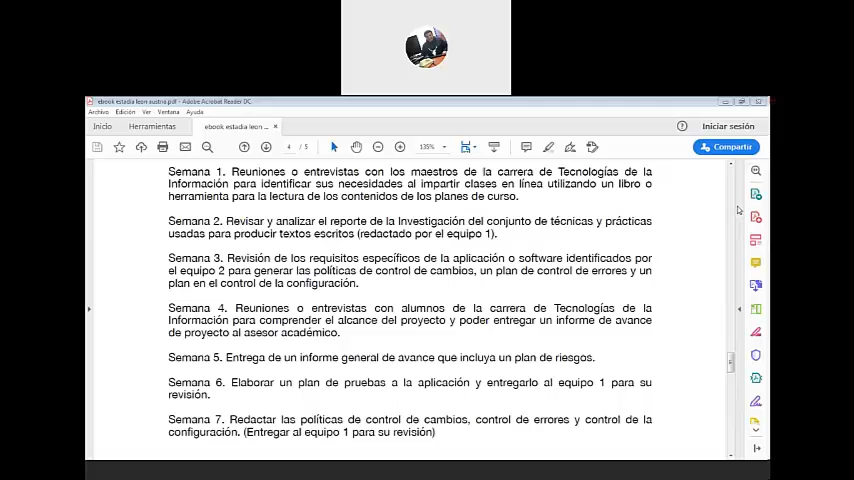 ebook estadia leon austria.pdf - Adobe Acrobat Reader DC
Archivo Edición Ver Ventana Ayuda
Inicio Herramientas ebook estadia leon ... × Iniciar sesión
4 / 5 135% Compartir
Semana 1. Reuniones o entrevistas con los maestros de la carrera de Tecnologías de la
Información para identificar sus necesidades al impartir clases en línea utilizando un libro o
herramienta para la lectura de los contenidos de los planes de curso.
Semana 2. Revisar y analizar el reporte de la Investigación del conjunto de técnicas y prácticas
usadas para producir textos escritos (redactado por el equipo 1).
Semana 3. Revisión de los requisitos específicos de la aplicación o software identificados por
el equipo 2 para generar las políticas de control de cambios, un plan de control de errores y un
plan en el control de la configuración.
Semana 4. Reuniones o entrevistas con alumnos de la carrera de Tecnologías de la
Información para comprender el alcance del proyecto y poder entregar un informe de avance
de proyecto al asesor académico.
Semana 5. Entrega de un informe general de avance que incluya un plan de riesgos.
Semana 6. Elaborar un plan de pruebas a la aplicación y entregarlo al equipo 1 para su
revisión.
Semana 7. Redactar las políticas de control de cambios, control de errores y control de la
configuración. (Entregar al equipo 1 para su revisión)